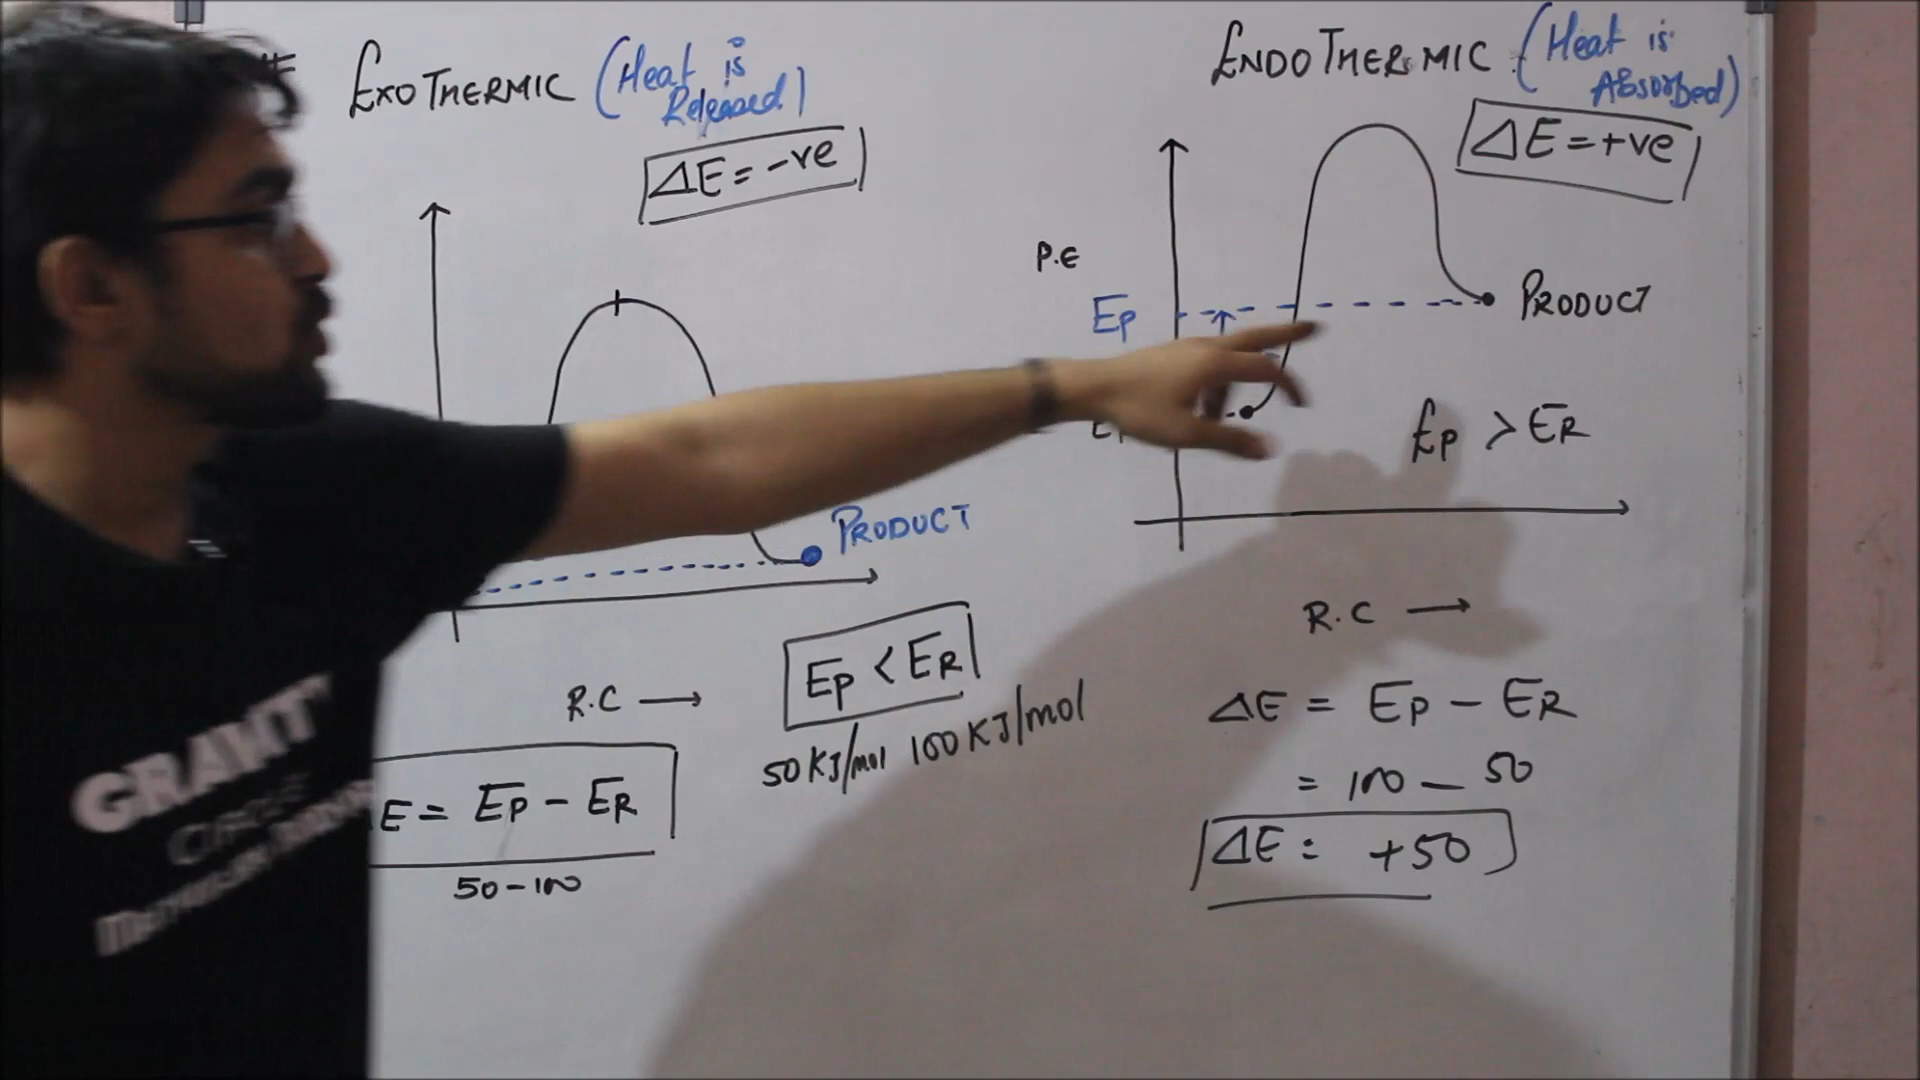 # EXOTHERMIC (Heat is Released)
ΔE = -ve
PRODUCT
R.C →
Ep < ER
50 KJ/mol 100 KJ/mol
E = Ep - ER
50 - 100
ENDOTHERMIC (Heat is Absorbed)
ΔE = +ve
P.E
Ep
PRODUCT
Ep > ER
R.C →
ΔE = Ep - ER
= 100 - 50
ΔE = +50
GRAVITY